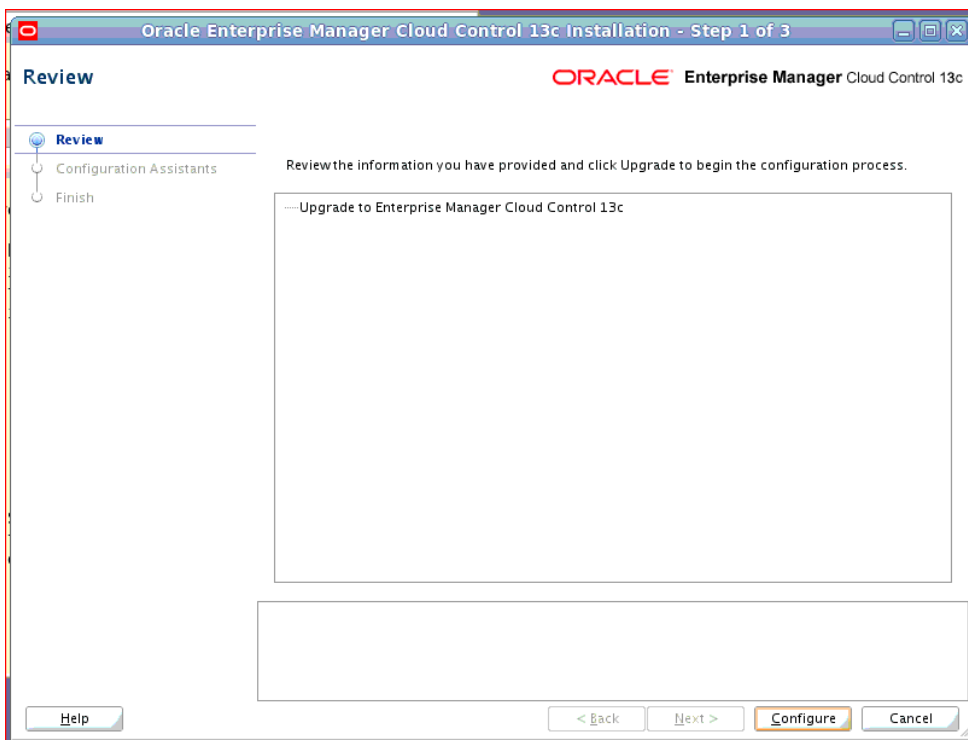 Oracle Enterprise Manager Cloud Control 13c Installation - Step 1 of 3
Review
ORACLE Enterprise Manager Cloud Control 13c
Review
Configuration Assistants
Finish
Review the information you have provided and click Upgrade to begin the configuration process.
Upgrade to Enterprise Manager Cloud Control 13c
Help
< Back
Next >
Configure
Cancel